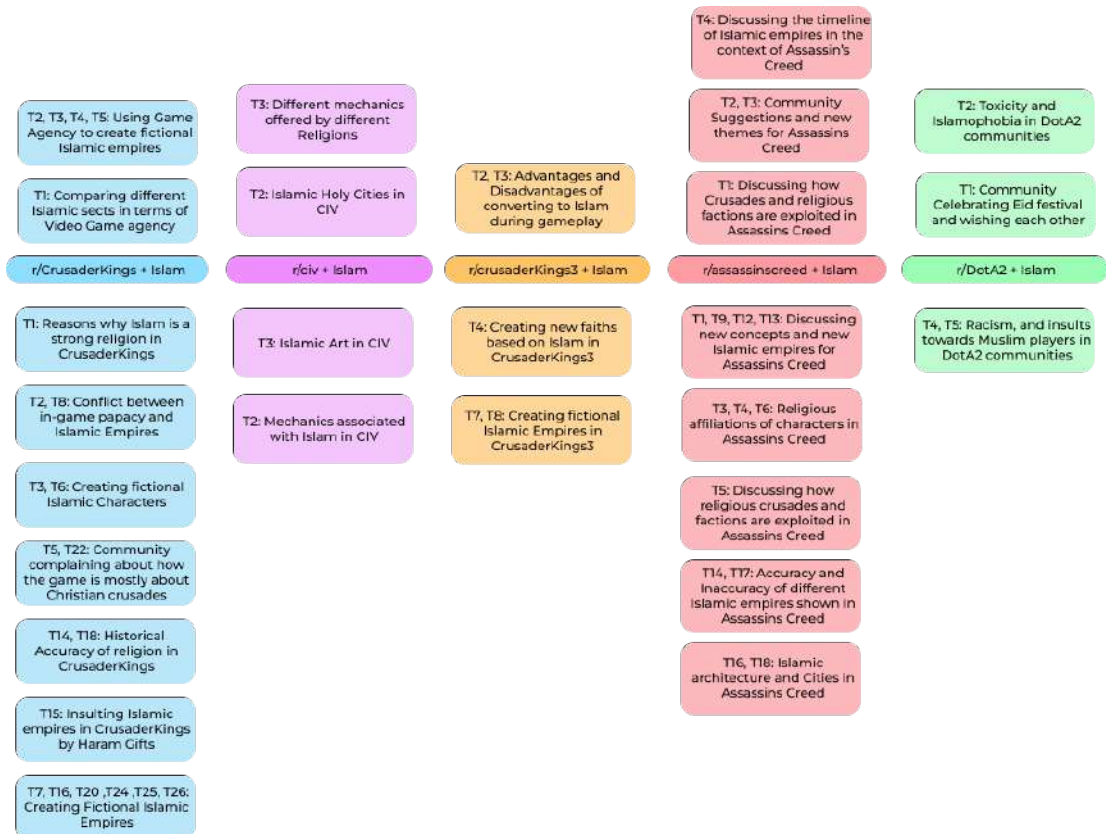 T2, T3, T4, T5: Using Game
Agency to create fictional
Islamic empires
T1: Comparing different
Islamic sects in terms of
Video Game agency
r/CrusaderKings + Islam
T1: Reasons why Islam is a
strong religion in
CrusaderKings
T2, T8: Conflict between
in-game papacy and
Islamic Empires
T3, T6: Creating fictional
Islamic Characters
T5, T22: Community
complaining about how
the game is mostly about
Christian crusades
T14, T18: Historical
Accuracy of religion in
CrusaderKings
T15: Insulting Islamic
empires in CrusaderKings
by Haram Gifts
T7, T16, T20 ,T24 ,T25, T26:
Creating Fictional Islamic
Empires
T3: Different mechanics
offered by different
Religions
T2: Islamic Holy Cities in
CIV
r/civ + Islam
T3: Islamic Art in CIV
T2: Mechanics associated
with Islam in CIV
T2, T3: Advantages and
Disadvantages of
converting to Islam
during gameplay
r/crusaderKings3 + Islam
T4: Creating new faiths
based on Islam in
CrusaderKings3
T7, T8: Creating fictional
Islamic Empires in
CrusaderKings3
T4: Discussing the timeline
of Islamic empires in the
context of Assassin's
Creed
T2, T3: Community
Suggestions and new
themes for Assassins
Creed
T1: Discussing how
Crusades and religious
factions are exploited in
Assassins Creed
r/assassinscreed + Islam
T1, T9, T12, T13: Discussing
new concepts and new
Islamic empires for
Assassins Creed
T3, T4, T6: Religious
affiliations of characters in
Assassins Creed
T5: Discussing how
religious crusades and
factions are exploited in
Assassins Creed
T14, T17: Accuracy and
Inaccuracy of different
Islamic empires shown in
Assassins Creed
T16, T18: Islamic
architecture and Cities in
Assassins Creed
T2: Toxicity and
Islamophobia in DotA2
communities
T1: Community
Celebrating Eid festival
and wishing each other
r/DotA2 + Islam
T4, T5: Racism, and insults
towards Muslim players in
DotA2 communities